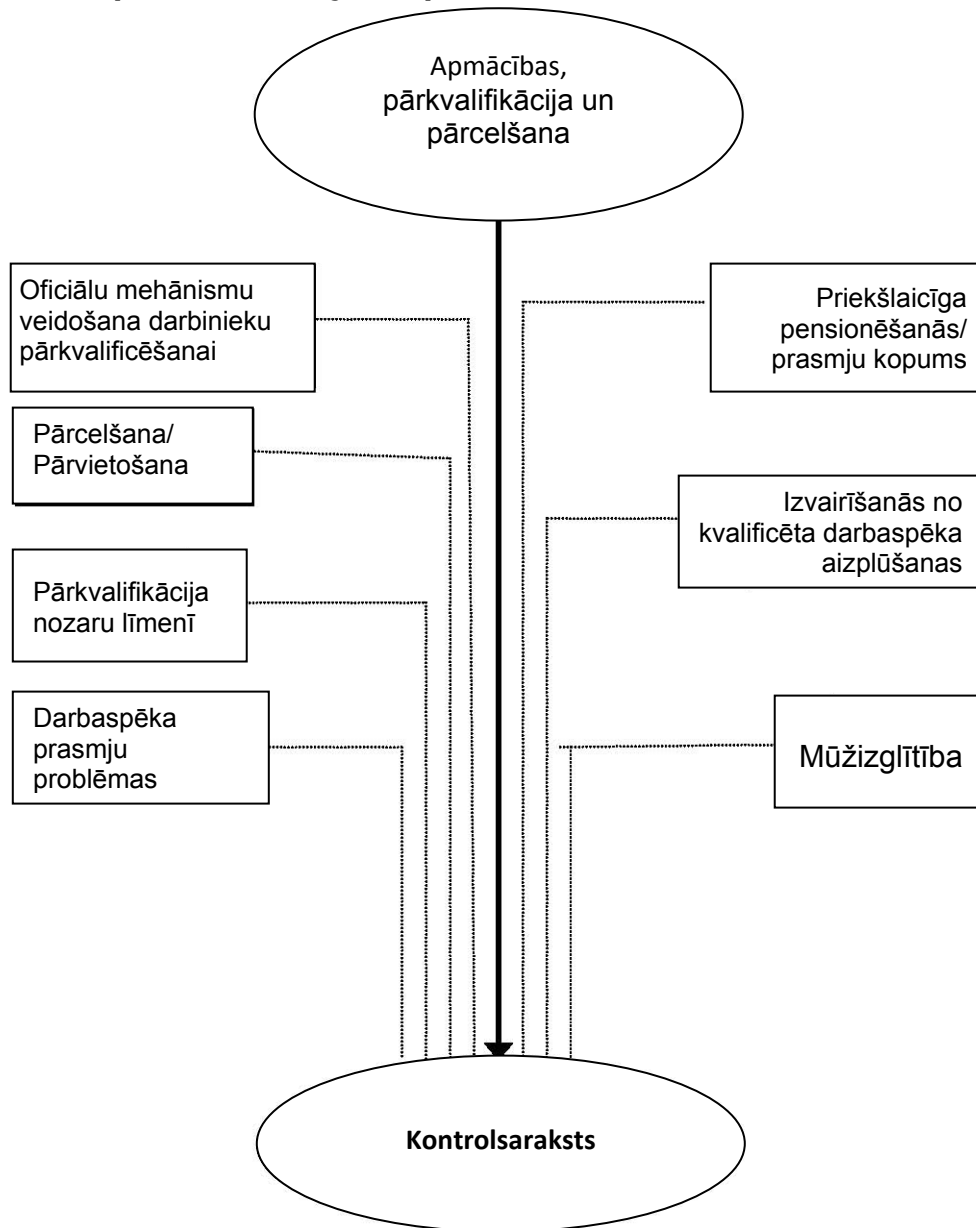 Apmācības,
pārkvalifikācija un
pārcelšana
Oficiālu mehānismu
veidošana darbinieku
pārkvalificēšanai
Priekšlaicīga
pensionēšanās/
prasmju kopums
Pārcelšana/
Pārvietošana
Izvairīšanās no
kvalificēta darbaspēka
aizplūšanas
Pārkvalifikācija
nozaru līmenī
Darbaspēka
prasmju
problēmas
Mūžizglītība
Kontrolsaraksts